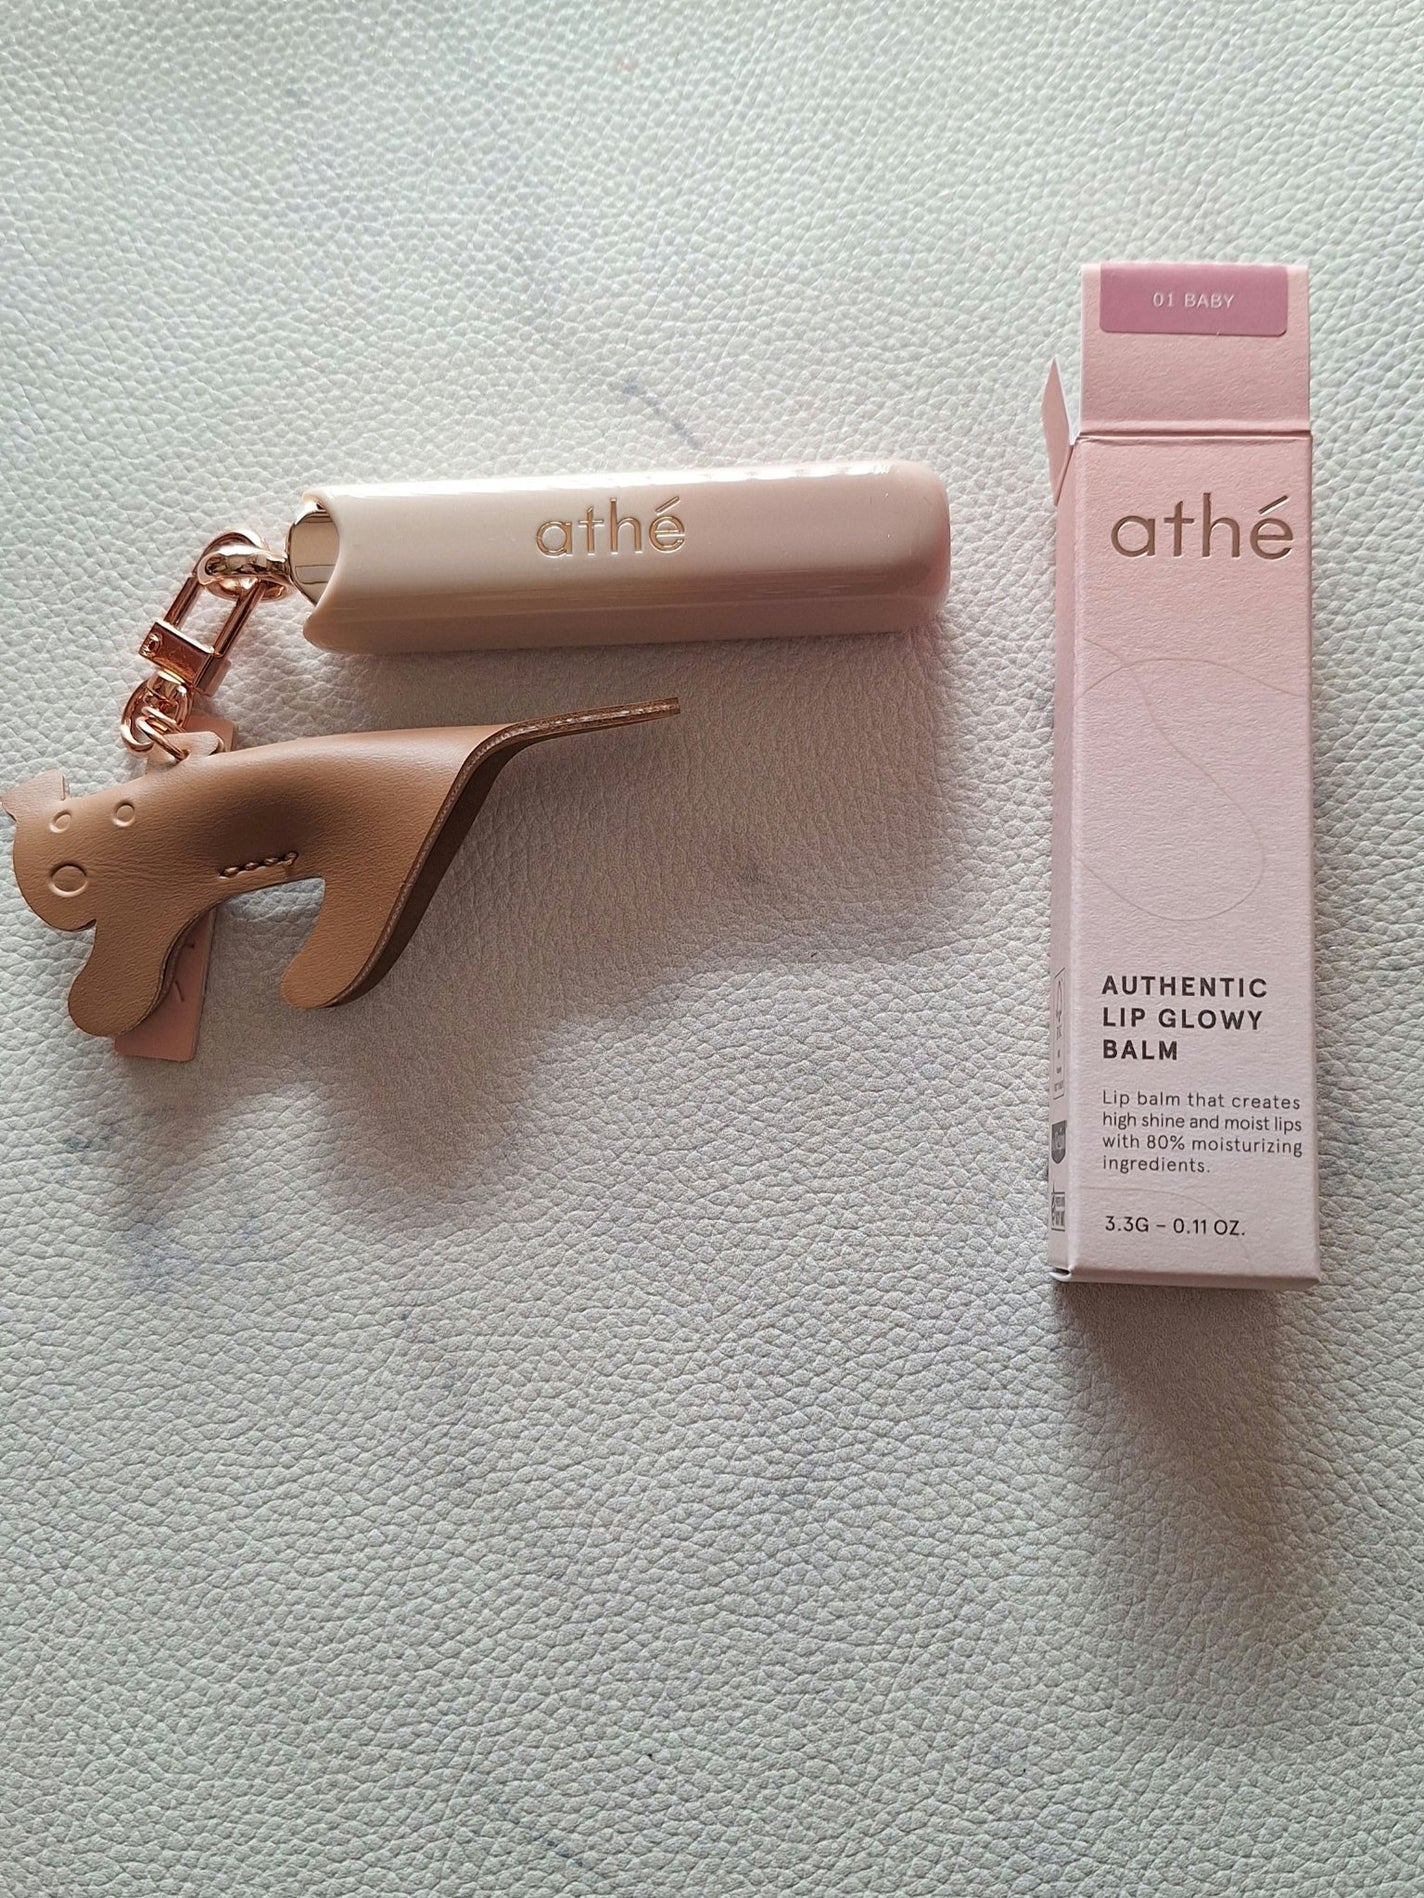 athé
01 BABY
athé
AUTHENTIC
LIP GLOWY
BALM
Lip balm that creates
high shine and moist lips
with 80% moisturizing
ingredients.
3.3G – 0.11 OZ.